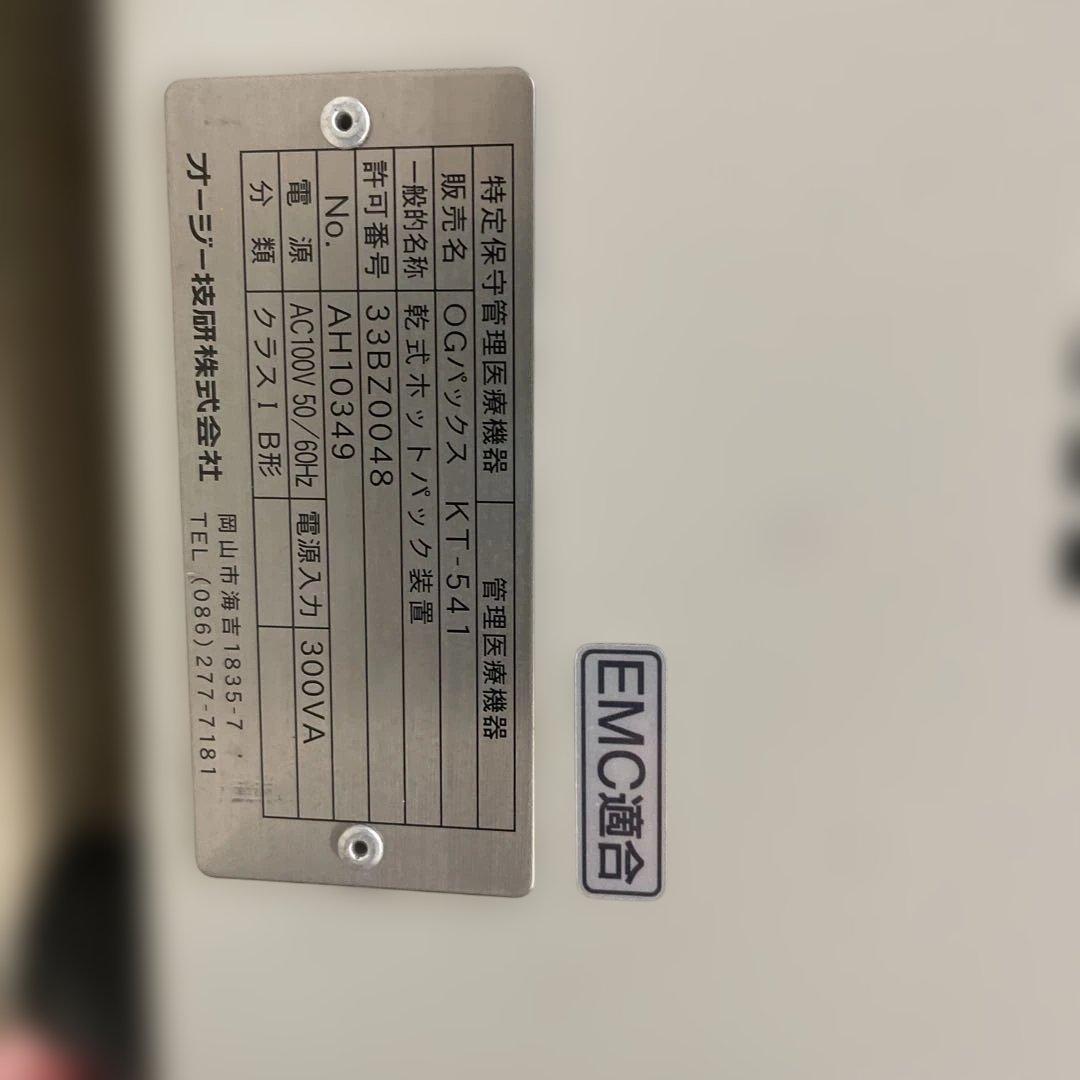 特定保守管理医療機器 管理医療機器
販売名 OGパックス KT-541
一般的名称 乾式ホットパック装置
許可番号 33BZ0048
No. AH10349
電源 AC100V 50/60Hz 電源入力 300VA
分類 クラスI B形
オージー技研株式会社 岡山市海吉1835-7
TEL (086)277-7181
EMC適合